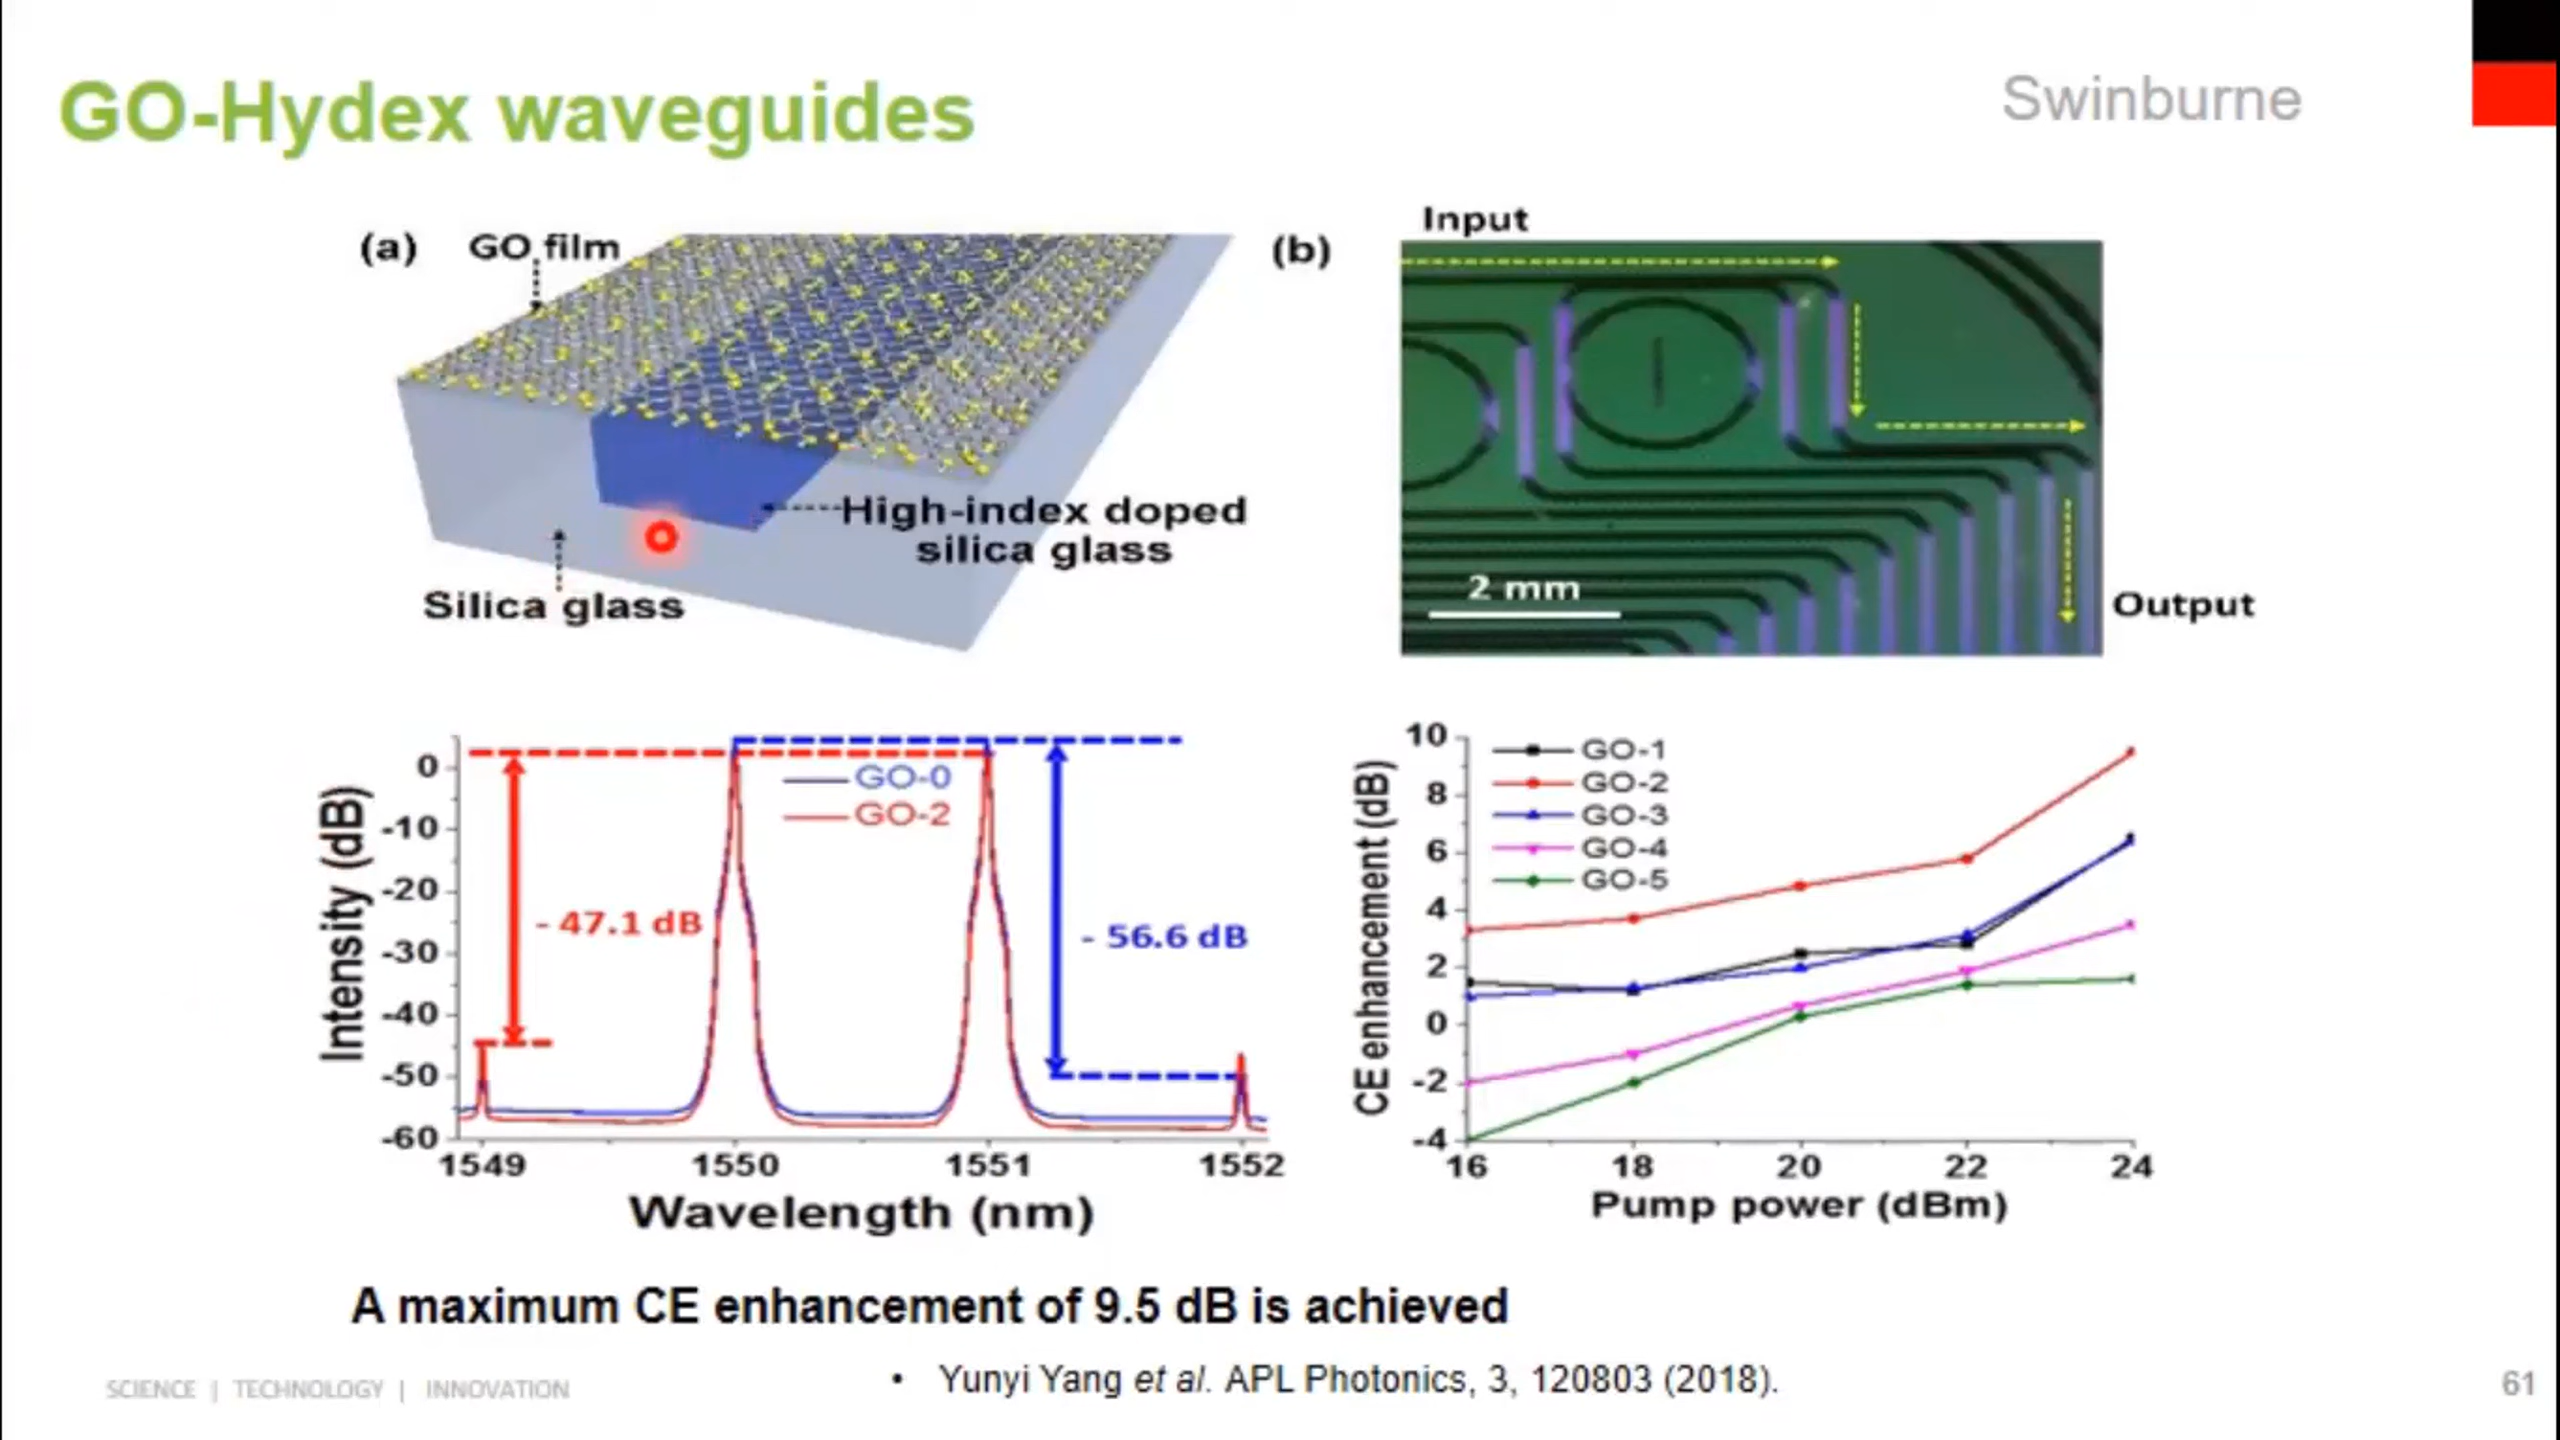 GO-Hydex waveguides
Swinburne
(a)
GO film
High-index doped
silica glass
Silica glass
(b)
Input
2 mm
Output
Intensity (dB)
0
-10
-20
-30
-40
-50
-60
GO-0
GO-2
- 47.1 dB
- 56.6 dB
1549 1550 1551 1552
Wavelength (nm)
CE enhancement (dB)
10
8
6
4
2
0
-2
-4
GO-1
GO-2
GO-3
GO-4
GO-5
16 18 20 22 24
Pump power (dBm)
A maximum CE enhancement of 9.5 dB is achieved
• Yunyi Yang et al. APL Photonics, 3, 120803 (2018).
SCIENCE | TECHNOLOGY | INNOVATION
61